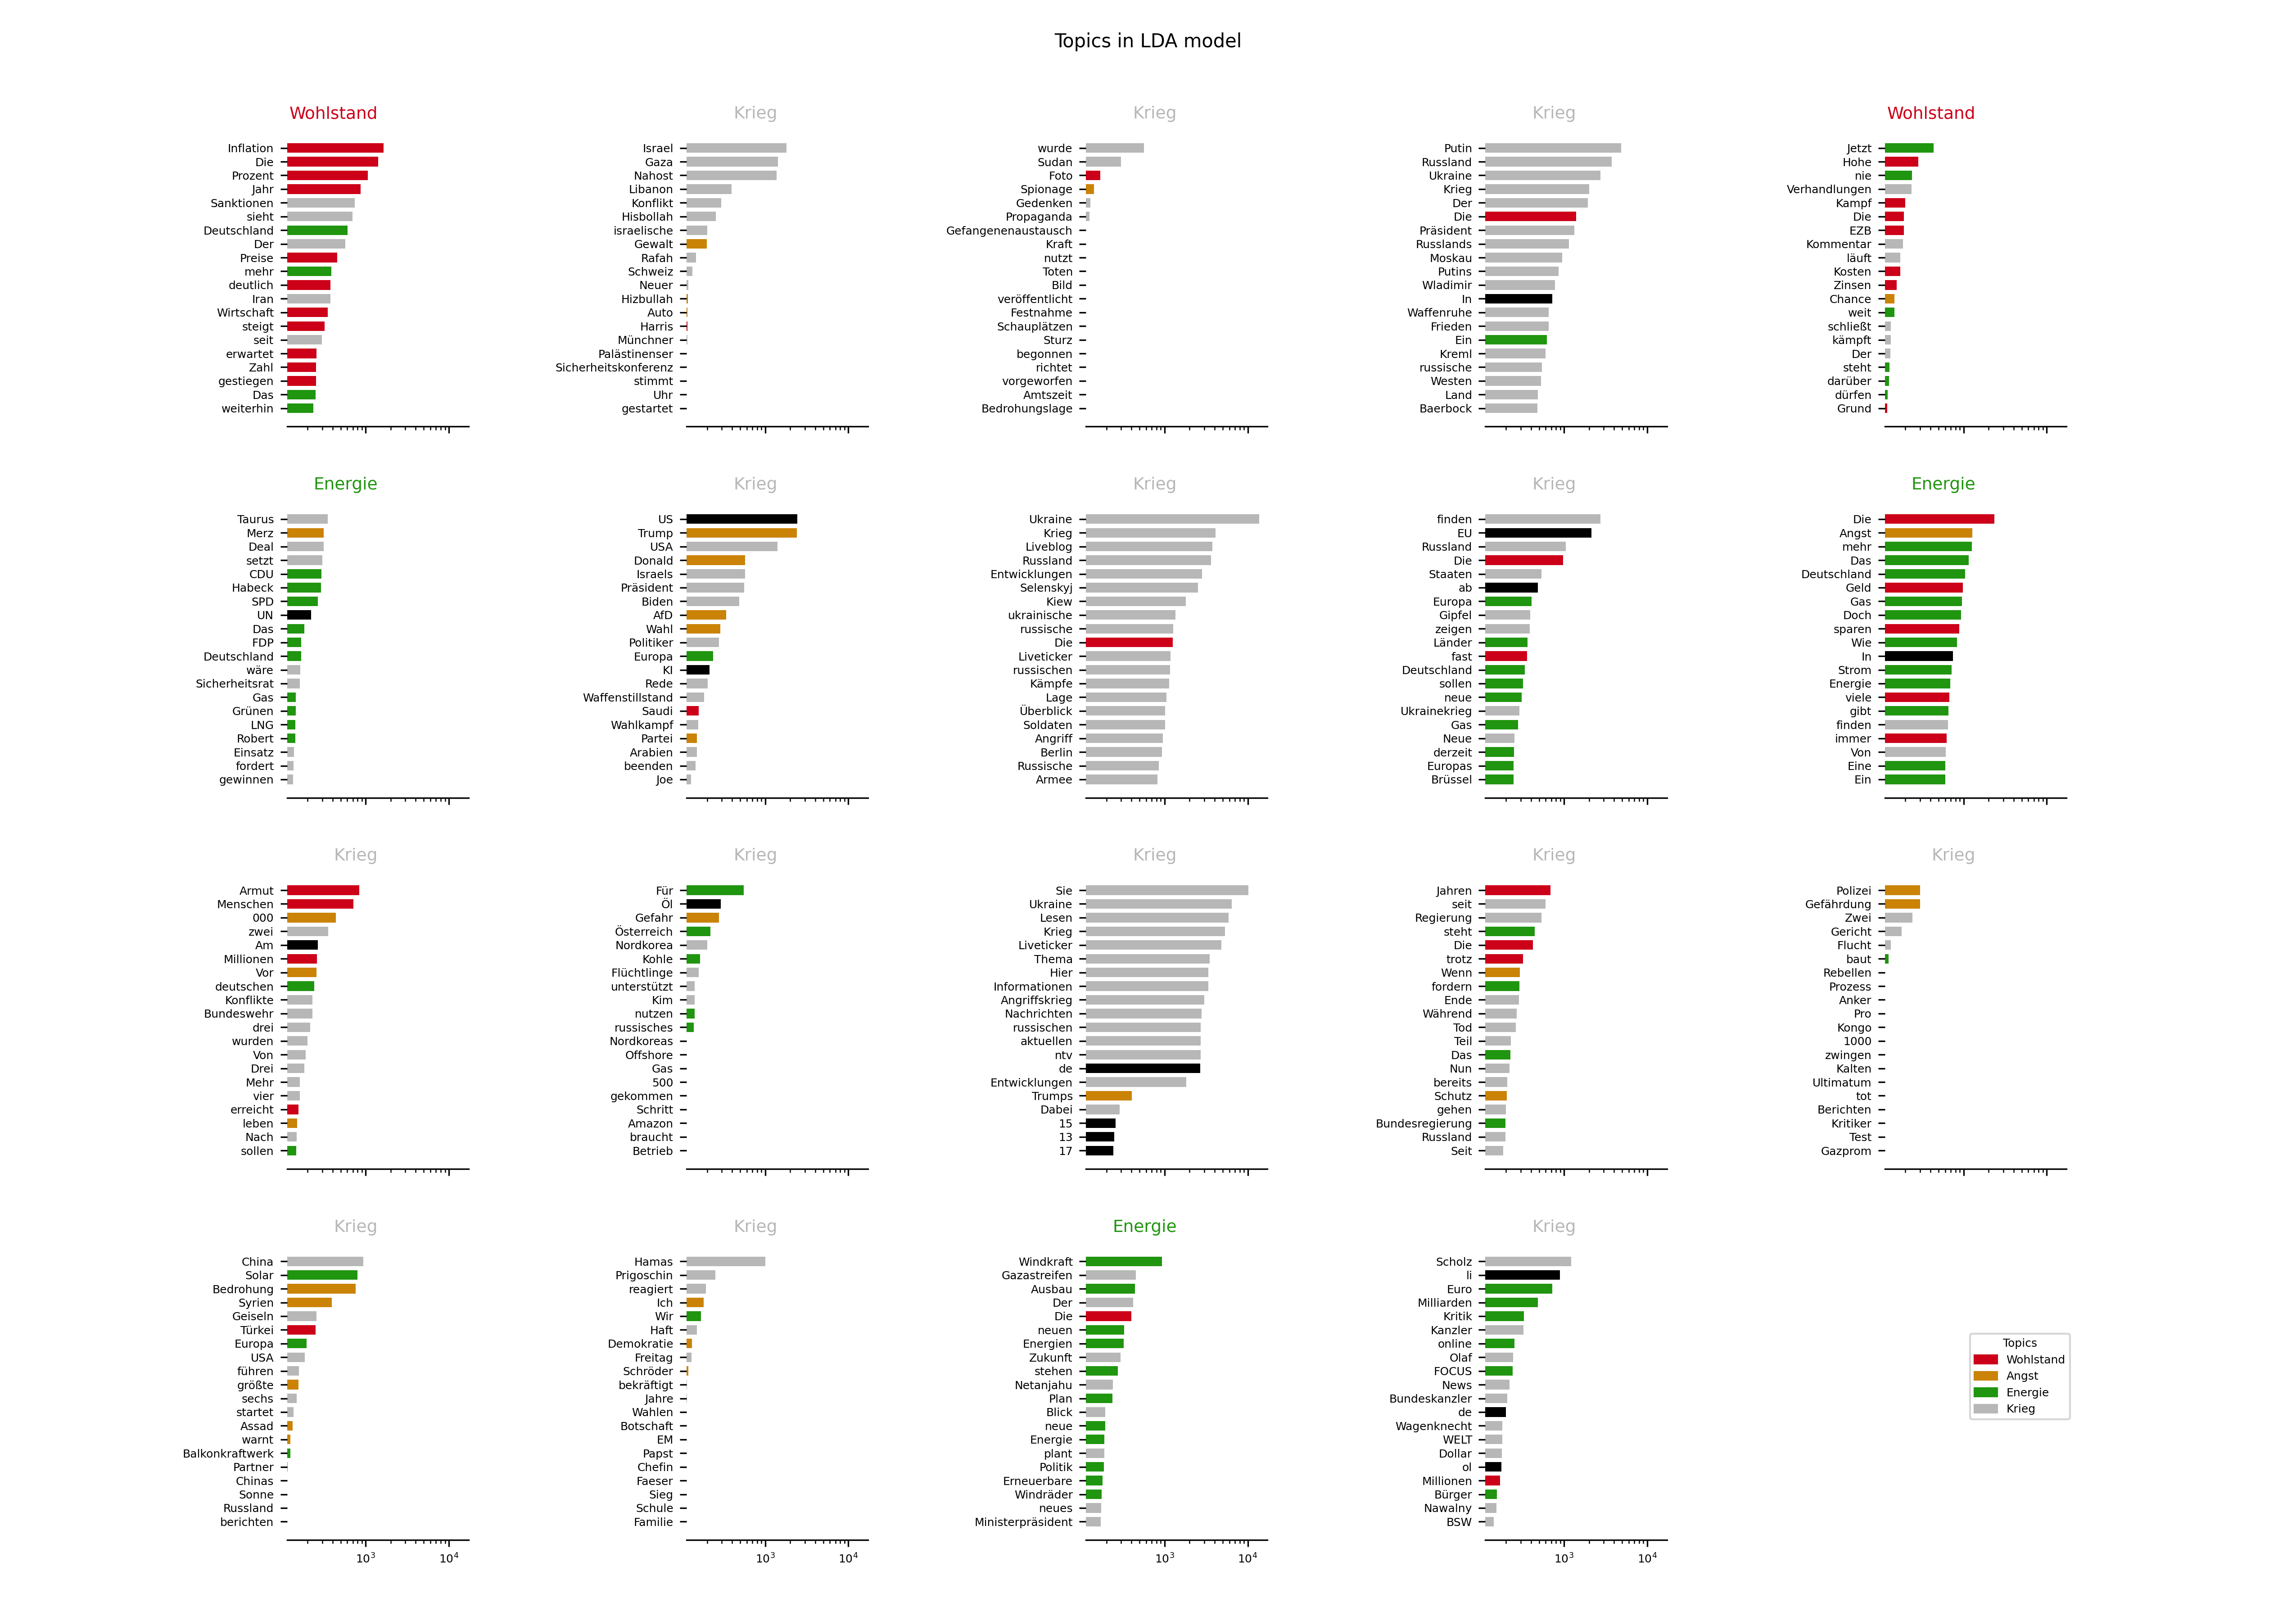 Topics in LDA model
Wohlstand
Inflation
Die
Prozent
Jahr
Sanktionen
sieht
Deutschland
Der
Preise
mehr
deutlich
Iran
Wirtschaft
steigt
seit
erwartet
Zahl
gestiegen
Das
weiterhin
Krieg
Israel
Gaza
Nahost
Libanon
Konflikt
Hisbollah
israelische
Gewalt
Rafah
Schweiz
Neuer
Hizbullah
Auto
Harris
Münchner
Palästinenser
Sicherheitskonferenz
stimmt
Uhr
gestartet
Krieg
wurde
Sudan
Foto
Spionage
Gedenken
Propaganda
Gefangenenaustausch
Kraft
nutzt
Toten
Bild
veröffentlicht
Festnahme
Schauplätzen
Sturz
begonnen
richtet
vorgeworfen
Amtszeit
Bedrohungslage
Krieg
Putin
Russland
Ukraine
Krieg
Der
Die
Präsident
Russlands
Moskau
Putins
Wladimir
In
Waffenruhe
Frieden
Ein
Kreml
russische
Westen
Land
Baerbock
Wohlstand
Jetzt
Hohe
nie
Verhandlungen
Kampf
Die
EZB
Kommentar
läuft
Kosten
Zinsen
Chance
weit
schließt
kämpft
Der
steht
darüber
dürfen
Grund
Energie
Taurus
Merz
Deal
setzt
CDU
Habeck
SPD
UN
Das
FDP
Deutschland
wäre
Sicherheitsrat
Gas
Grünen
LNG
Robert
Einsatz
fordert
gewinnen
Krieg
US
Trump
USA
Donald
Israels
Präsident
Biden
AfD
Wahl
Politiker
Europa
KI
Rede
Waffenstillstand
Saudi
Wahlkampf
Partei
Arabien
beenden
Joe
Krieg
Ukraine
Krieg
Liveblog
Russland
Entwicklungen
Selenskyj
Kiew
ukrainische
russische
Die
Liveticker
russischen
Kämpfe
Lage
Überblick
Soldaten
Angriff
Berlin
Russische
Armee
Krieg
finden
EU
Russland
Die
Staaten
ab
Europa
Gipfel
zeigen
Länder
fast
Deutschland
sollen
neue
Ukrainekrieg
Gas
Neue
derzeit
Europas
Brüssel
Energie
Die
Angst
mehr
Das
Deutschland
Geld
Gas
Doch
sparen
Wie
In
Strom
Energie
viele
gibt
finden
immer
Von
Eine
Ein
Krieg
Armut
Menschen
000
zwei
Am
Millionen
Vor
deutschen
Konflikte
Bundeswehr
drei
wurden
Von
Drei
Mehr
vier
erreicht
leben
Nach
sollen
Krieg
Für
Öl
Gefahr
Österreich
Nordkorea
Kohle
Flüchtlinge
unterstützt
Kim
nutzen
russisches
Nordkoreas
Offshore
Gas
500
gekommen
Schritt
Amazon
braucht
Betrieb
Krieg
Sie
Ukraine
Lesen
Krieg
Liveticker
Thema
Hier
Informationen
Angriffskrieg
Nachrichten
russischen
aktuellen
ntv
de
Entwicklungen
Trumps
Dabei
15
13
17
Krieg
Jahren
seit
Regierung
steht
Die
trotz
Wenn
fordern
Ende
Während
Tod
Teil
Das
Nun
bereits
Schutz
gehen
Bundesregierung
Russland
Seit
Krieg
Polizei
Gefährdung
Zwei
Gericht
Flucht
baut
Rebellen
Prozess
Anker
Pro
Kongo
1000
zwingen
Kalten
Ultimatum
tot
Berichten
Kritiker
Test
Gazprom
Krieg
China
Solar
Bedrohung
Syrien
Geiseln
Türkei
Europa
USA
führen
größte
sechs
startet
Assad
warnt
Balkonkraftwerk
Partner
Chinas
Sonne
Russland
berichten
10³ 10⁴
Krieg
Hamas
Prigoschin
reagiert
Ich
Wir
Haft
Demokratie
Freitag
Schröder
bekräftigt
Jahre
Wahlen
Botschaft
EM
Papst
Chefin
Faeser
Sieg
Schule
Familie
10³ 10⁴
Energie
Windkraft
Gazastreifen
Ausbau
Der
Die
neuen
Energien
Zukunft
stehen
Netanjahu
Plan
Blick
neue
Energie
plant
Politik
Erneuerbare
Windräder
neues
Ministerpräsident
10³ 10⁴
Krieg
Scholz
li
Euro
Milliarden
Kritik
Kanzler
online
Olaf
FOCUS
News
Bundeskanzler
de
Wagenknecht
WELT
Dollar
ol
Millionen
Bürger
Nawalny
BSW
10³ 10⁴
Topics
Wohlstand
Angst
Energie
Krieg